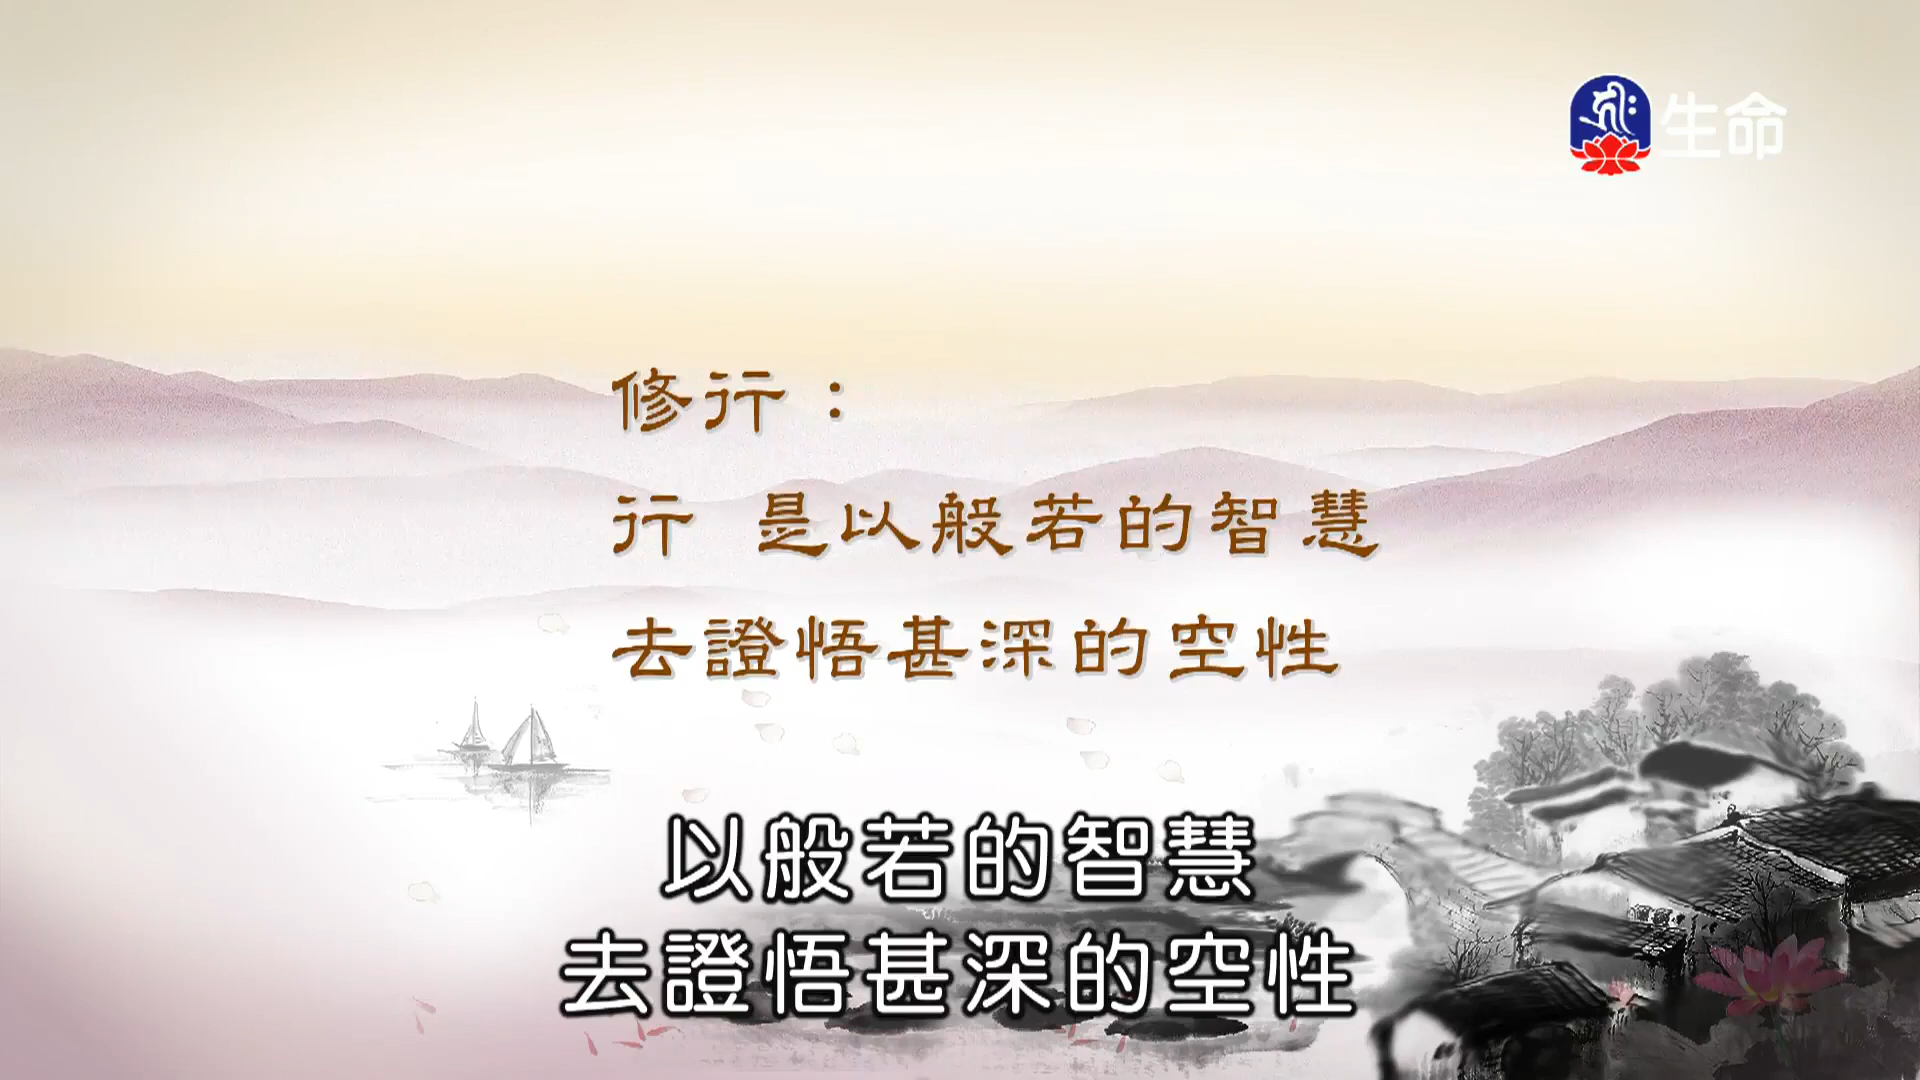 生命
修行：
行 是以般若的智慧
去證悟甚深的空性
以般若的智慧
去證悟甚深的空性